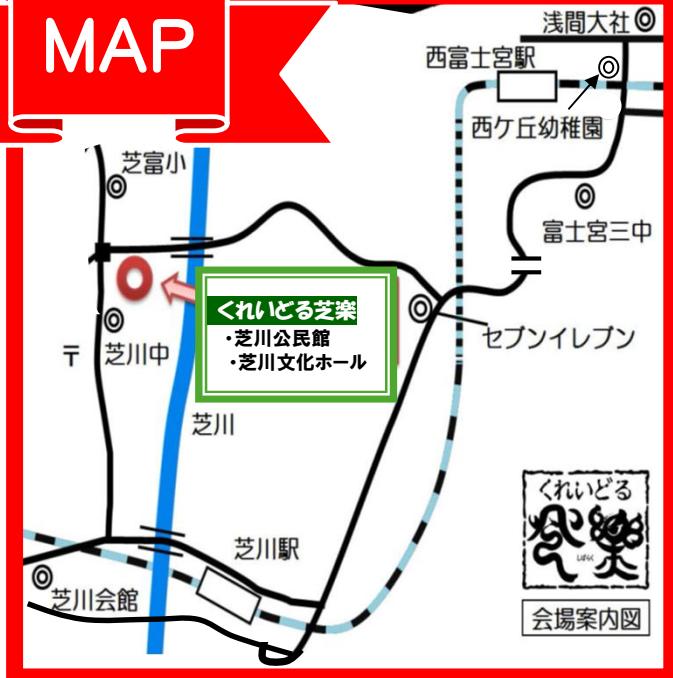 MAP
浅間大社
西富士宮駅
西ケ丘幼稚園
芝富小
富士宮三中
くれいどる芝楽
・芝川公民館
・芝川文化ホール
セブンイレブン
〒
芝川中
芝川
芝川駅
芝川会館
くれいどる
芝楽
しばらく
会場案内図